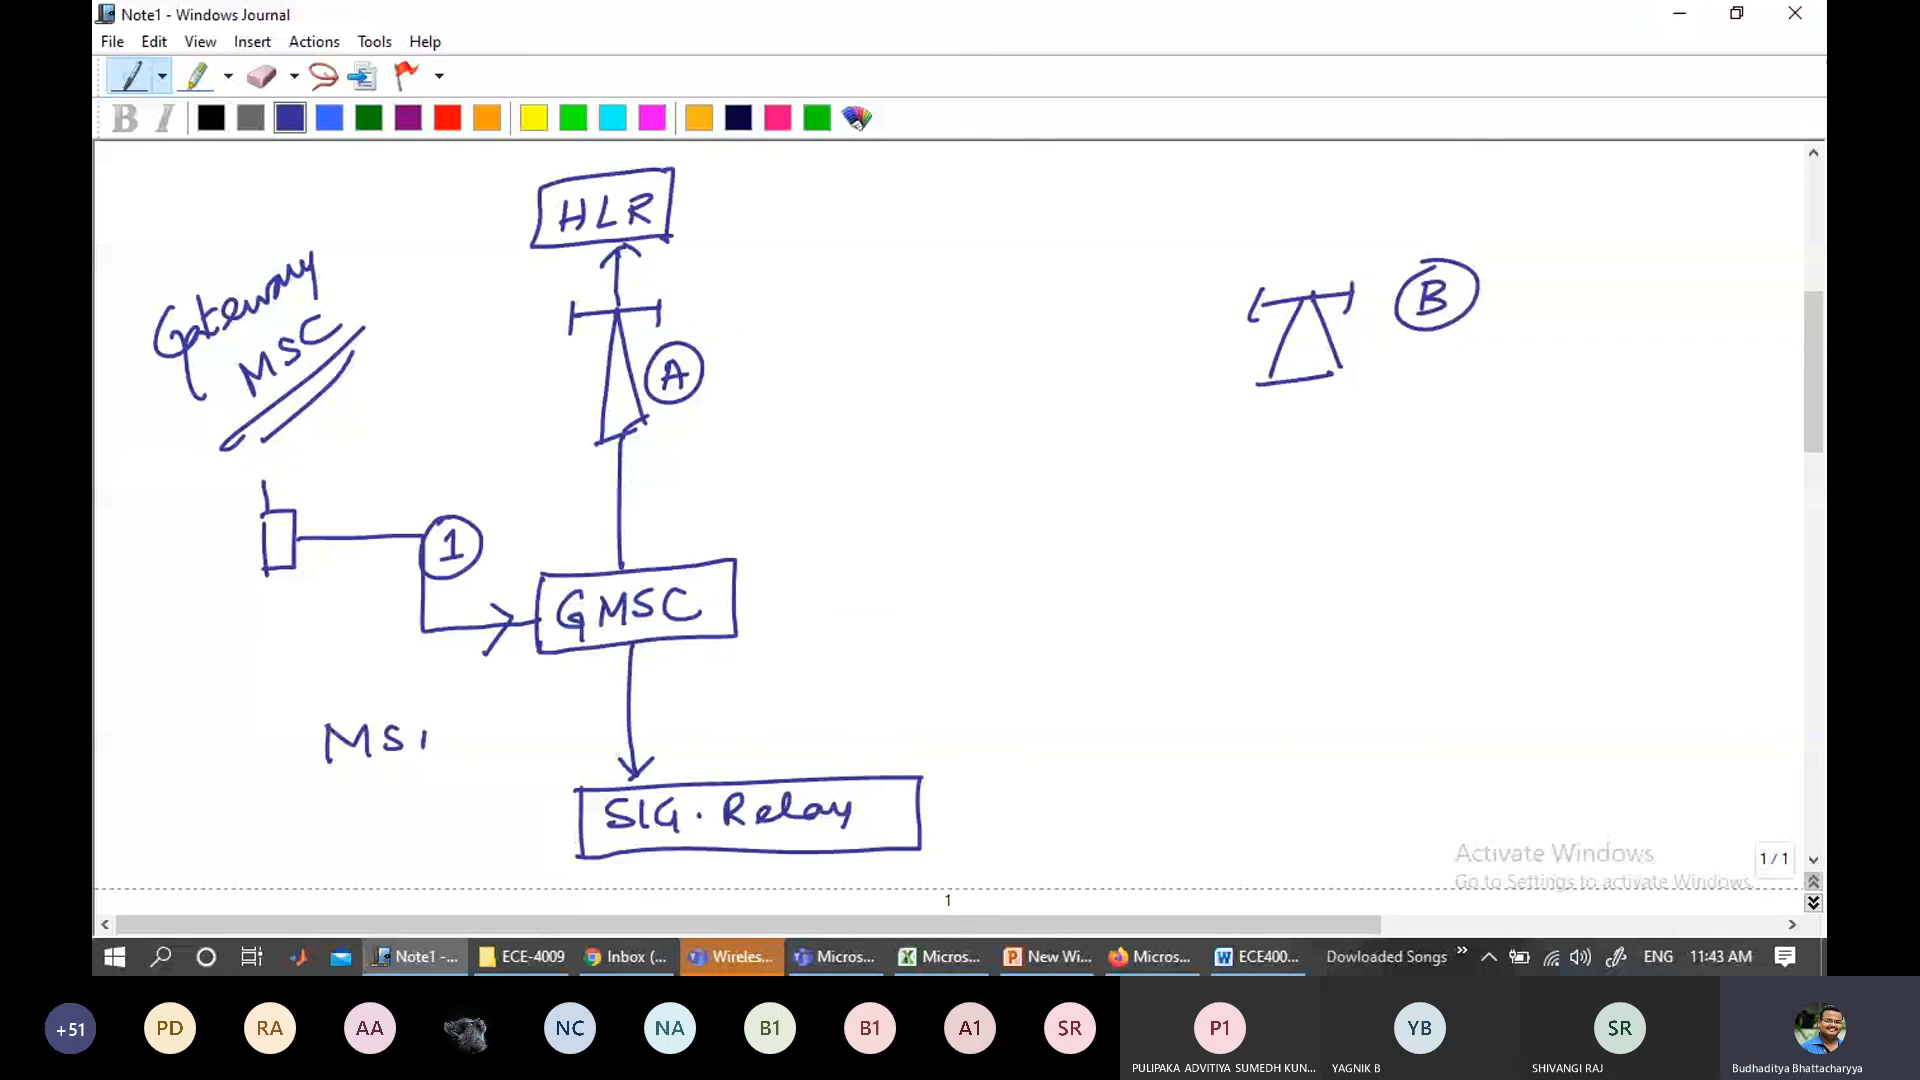 Note1 - Windows Journal
File Edit View Insert Actions Tools Help
B I
HLR
Gateway
MSC
A
B
1
GMSC
MSI
SIG. Relay
Activate Windows
Go to Settings to activate Windows.
1 / 1
1
Note1 -... ECE-4009 Inbox (... Wireles... Micros... Micros... New Wi... Micros... ECE400... Dowloaded Songs » ENG 11:43 AM
+51 PD RA AA NC NA B1 B1 A1 SR P1 YB SR
PULIPAKA ADVITIYA SUMEDH KUN... YAGNIK B SHIVANGI RAJ Budhaditya Bhattacharyya